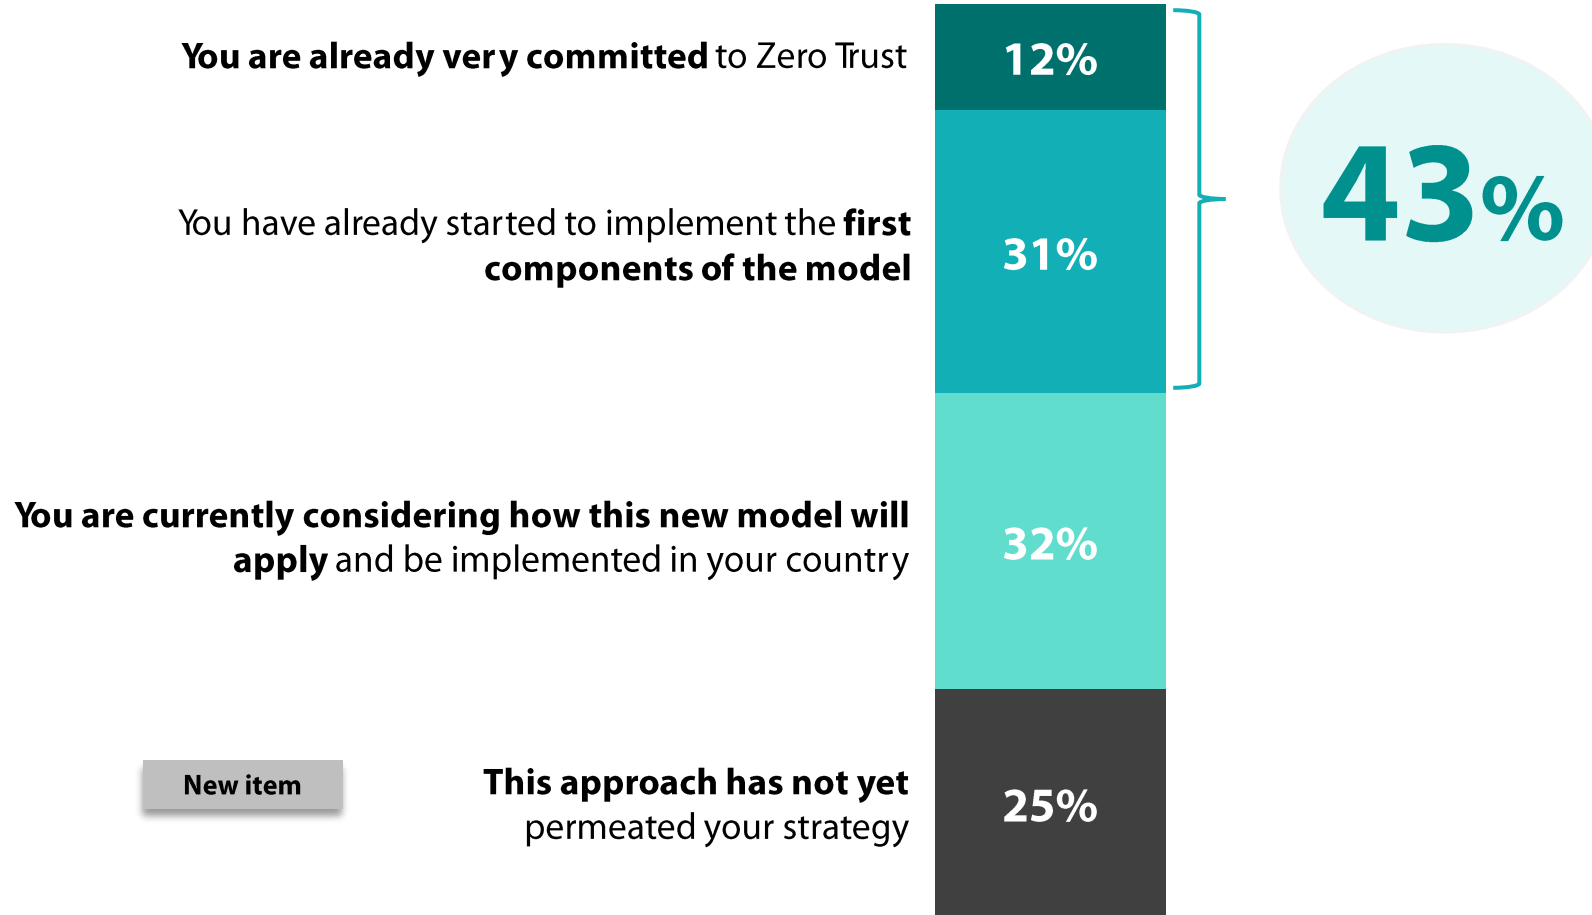 You are already very committed to Zero Trust
12%
43%
You have already started to implement the first
components of the model
31%
You are currently considering how this new model will
apply and be implemented in your country
32%
New item
This approach has not yet
permeated your strategy
25%